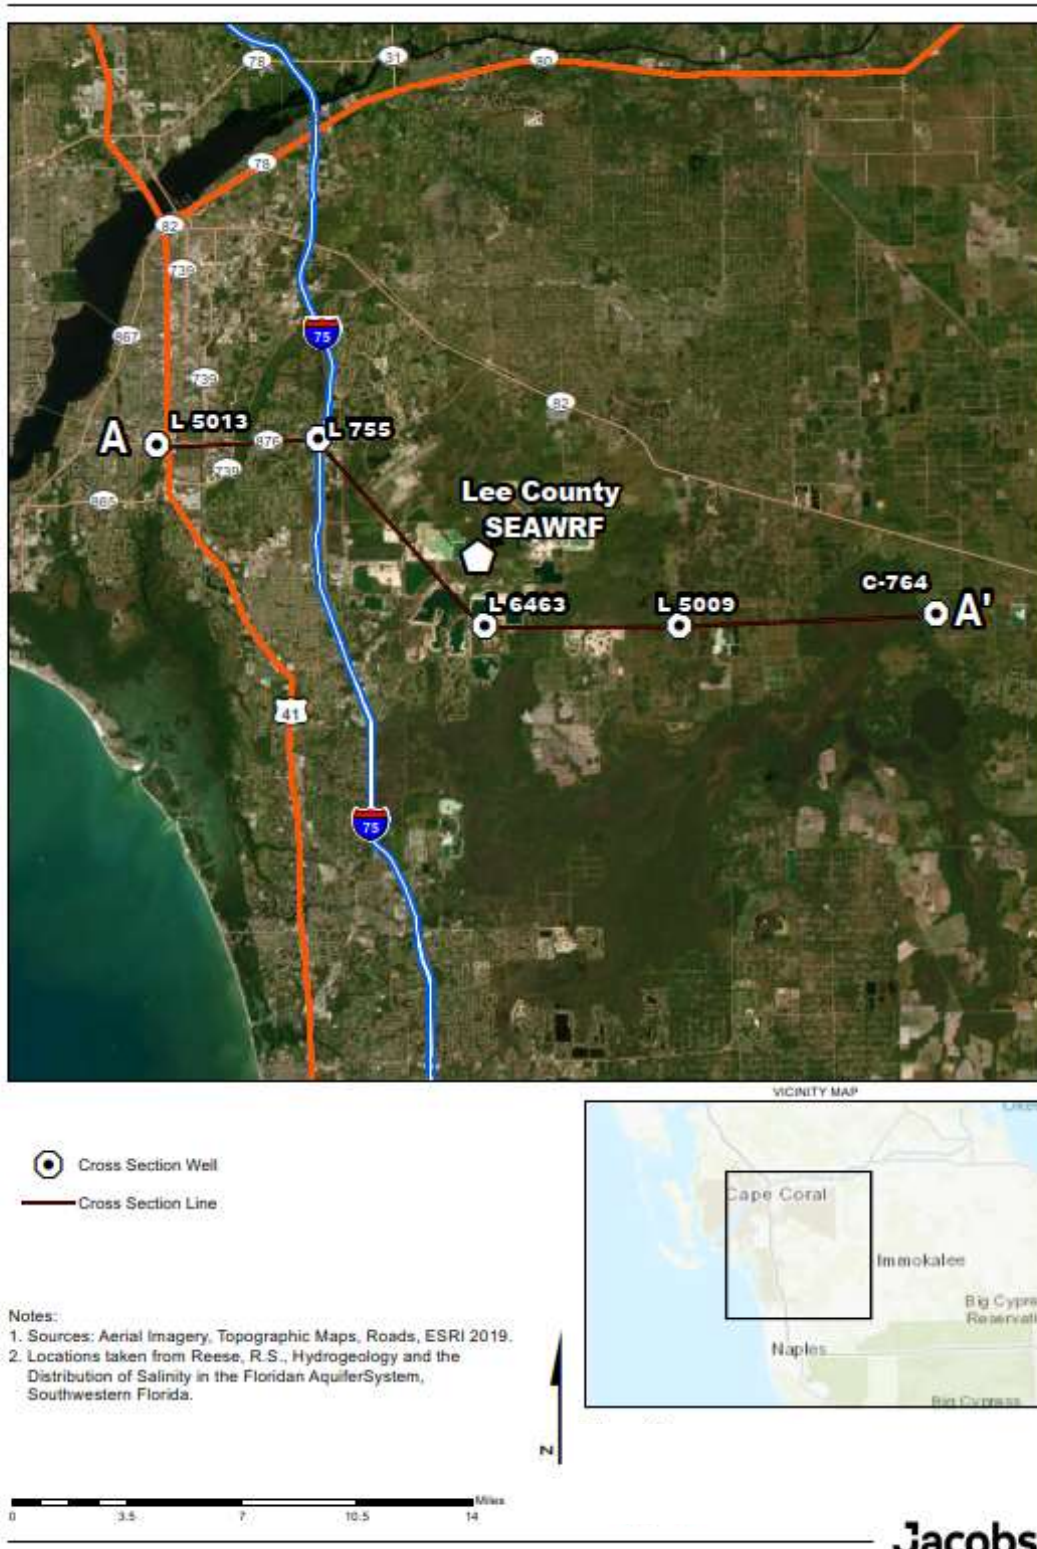 78
31
80
78
82
739
75
867
739
82
A
L 5013
878
L 755
739
865
Lee County
SEAWRF
L 6463
L 5009
C-764
A'
41
75
VICINITY MAP
Cape Coral
Immokalee
Naples
Big Cypress
Cross Section Well
Cross Section Line
Notes:
1. Sources: Aerial Imagery, Topographic Maps, Roads, ESRI 2019.
2. Locations taken from Reese, R.S., Hydrogeology and the
Distribution of Salinity in the Floridan AquiferSystem,
Southwestern Florida.
N
Miles
0 3.5 7 10.5 14
Jacobs